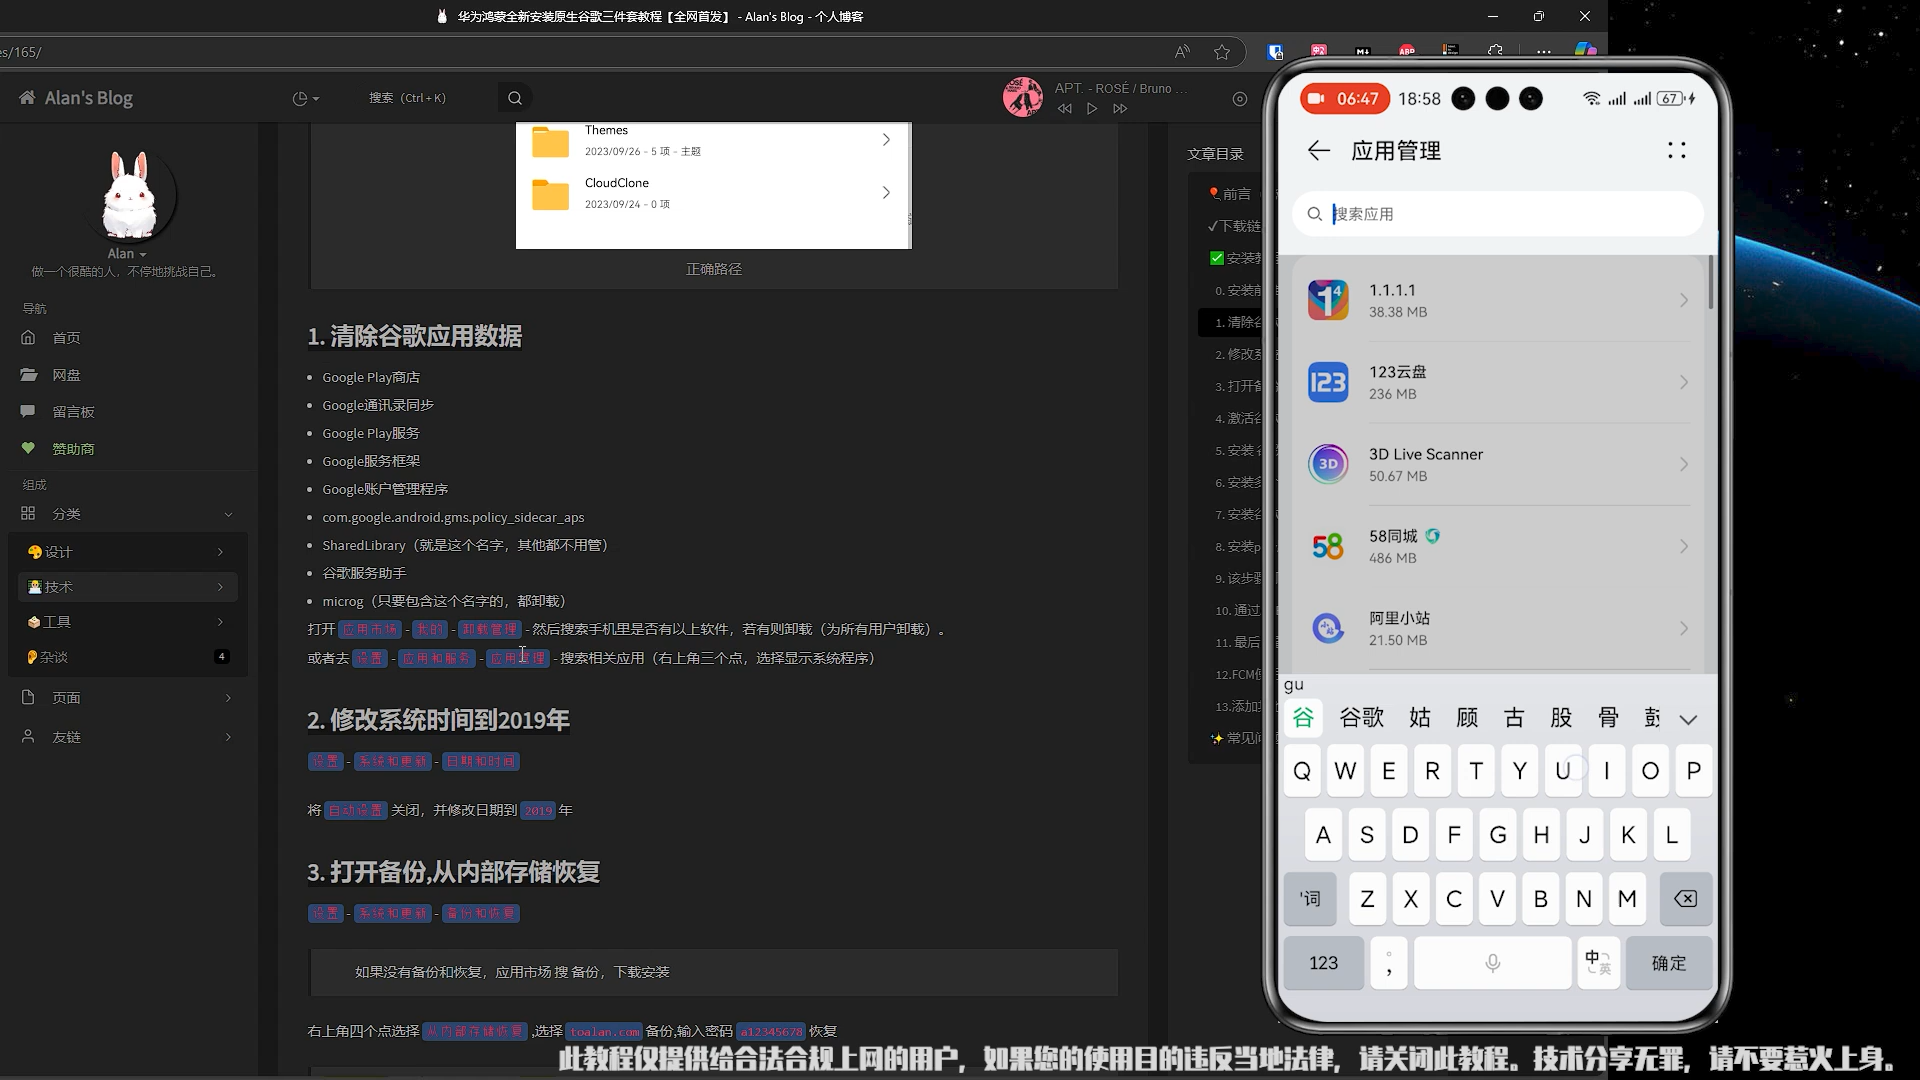 华为鸿蒙全新安装原生谷歌三件套教程【全网首发】 - Alan's Blog - 个人博客
es/165/
Alan's Blog
搜索（Ctrl+K）
APT. - ROSÉ / Bruno ...
Alan
做一个很酷的人，不停地挑战自己。
导航
首页
网盘
留言板
赞助商
组成
分类
设计
技术
工具
杂谈
4
页面
友链
Themes
2023/09/26 - 5 项 - 主题
CloudClone
2023/09/24 - 0 项
正确路径
1. 清除谷歌应用数据
Google Play商店
Google通讯录同步
Google Play服务
Google服务框架
Google账户管理程序
com.google.android.gms.policy_sidecar_aps
SharedLibrary（就是这个名字，其他都不用管）
谷歌服务助手
microg（只要包含这个名字的，都卸载）
打开 应用市场 - 我的 - 卸载管理 - 然后搜索手机里是否有以上软件，若有则卸载（为所有用户卸载）。
或者去 设置 - 应用和服务 - 应用管理 - 搜索相关应用（右上角三个点，选择显示系统程序）
2. 修改系统时间到2019年
设置 - 系统和更新 - 日期和时间
将 自动设置 关闭，并修改日期到 2019 年
3. 打开备份,从内部存储恢复
设置 - 系统和更新 - 备份和恢复
如果没有备份和恢复，应用市场 搜 备份，下载安装
右上角四个点选择 从内部存储恢复 ,选择 toalan.com 备份,输入密码 a12345678 恢复
文章目录
前言
下载链
安装教
0. 安装前
1. 清除谷
2. 修改系
3. 打开备
4. 激活谷
5. 安装
6. 安装多
7. 安装谷
8. 安装p
9. 该步骤
10. 通过
11. 最后
12.FCM
13.添加
常见问
06:47
18:58
67
应用管理
搜索应用
1.1.1.1
38.38 MB
123云盘
236 MB
3D Live Scanner
50.67 MB
58同城
486 MB
阿里小站
21.50 MB
gu
谷 谷歌 姑 顾 古 股 骨 鼓
Q W E R T Y U I O P
A S D F G H J K L
'词 Z X C V B N M
123 中 英 确定
此教程仅提供给合法合规上网的用户，如果您的使用目的违反当地法律，请关闭此教程。技术分享无罪，请不要惹火上身。